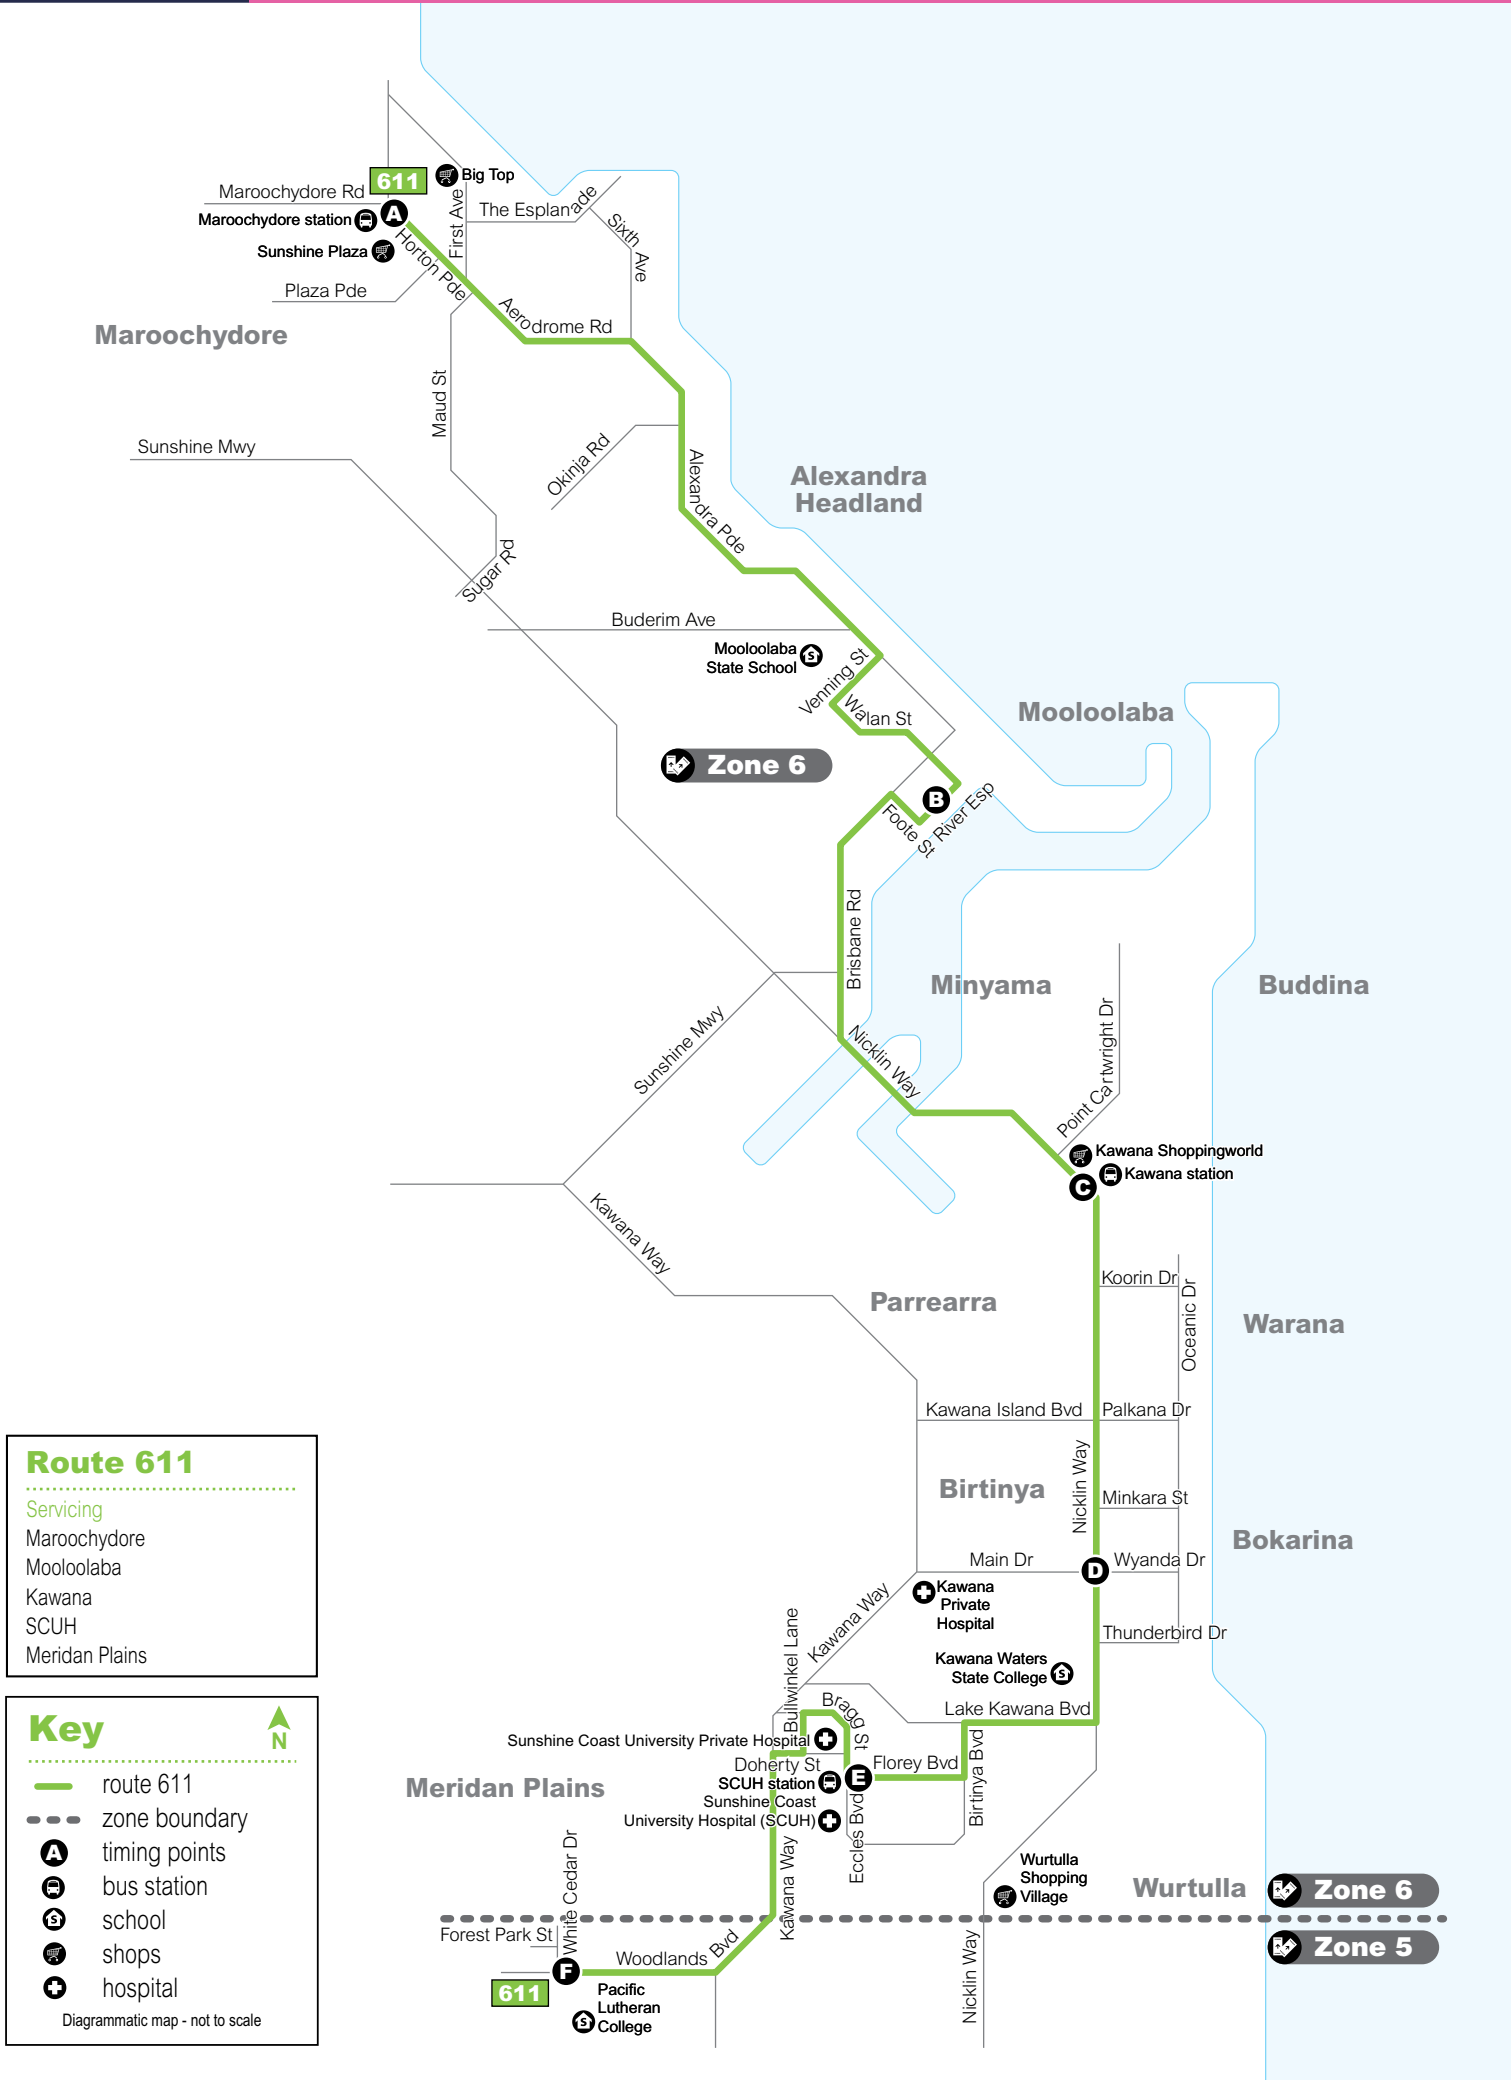 611
Big Top
Maroochydore Rd
Maroochydore station
A
Sunshine Plaza
Horton Pde
First Ave
The Esplanade
Sixth Ave
Plaza Pde
Aerodrome Rd
Maroochydore
Maud St
Sunshine Mwy
Okinja Rd
Alexandra Pde
Alexandra
Headland
Sugar Rd
Buderim Ave
Mooloolaba
State School
Venning St
Walan St
Mooloolaba
Zone 6
B
River Esp
Foote St
Brisbane Rd
Minyama
Buddina
Sunshine Mwy
Nicklin Way
Point Cartwright Dr
Kawana Shoppingworld
Kawana station
C
Kawana Way
Koorin Dr
Oceanic Dr
Parrearra
Warana
Kawana Island Bvd
Palkana Dr
Nicklin Way
Birtinya
Minkara St
Bokarina
Main Dr
D
Wyanda Dr
Kawana
Private
Hospital
Kawana Way
Bullwinkel Lane
Thunderbird Dr
Kawana Waters
State College
Bragg St
Lake Kawana Bvd
Sunshine Coast University Private Hospital
Birtinya Bvd
Doherty St
Florey Bvd
SCUH station
E
Meridan Plains
Sunshine Coast
University Hospital (SCUH)
Eccles Bvd
Kawana Way
White Cedar Dr
Wurtulla
Shopping
Village
Wurtulla
Zone 6
Forest Park St
Woodlands Bvd
Nicklin Way
Zone 5
F
611
Pacific
Lutheran
College
Route 611
Servicing
Maroochydore
Mooloolaba
Kawana
SCUH
Meridan Plains
Key
N
route 611
zone boundary
A timing points
bus station
S school
shops
hospital
Diagrammatic map - not to scale